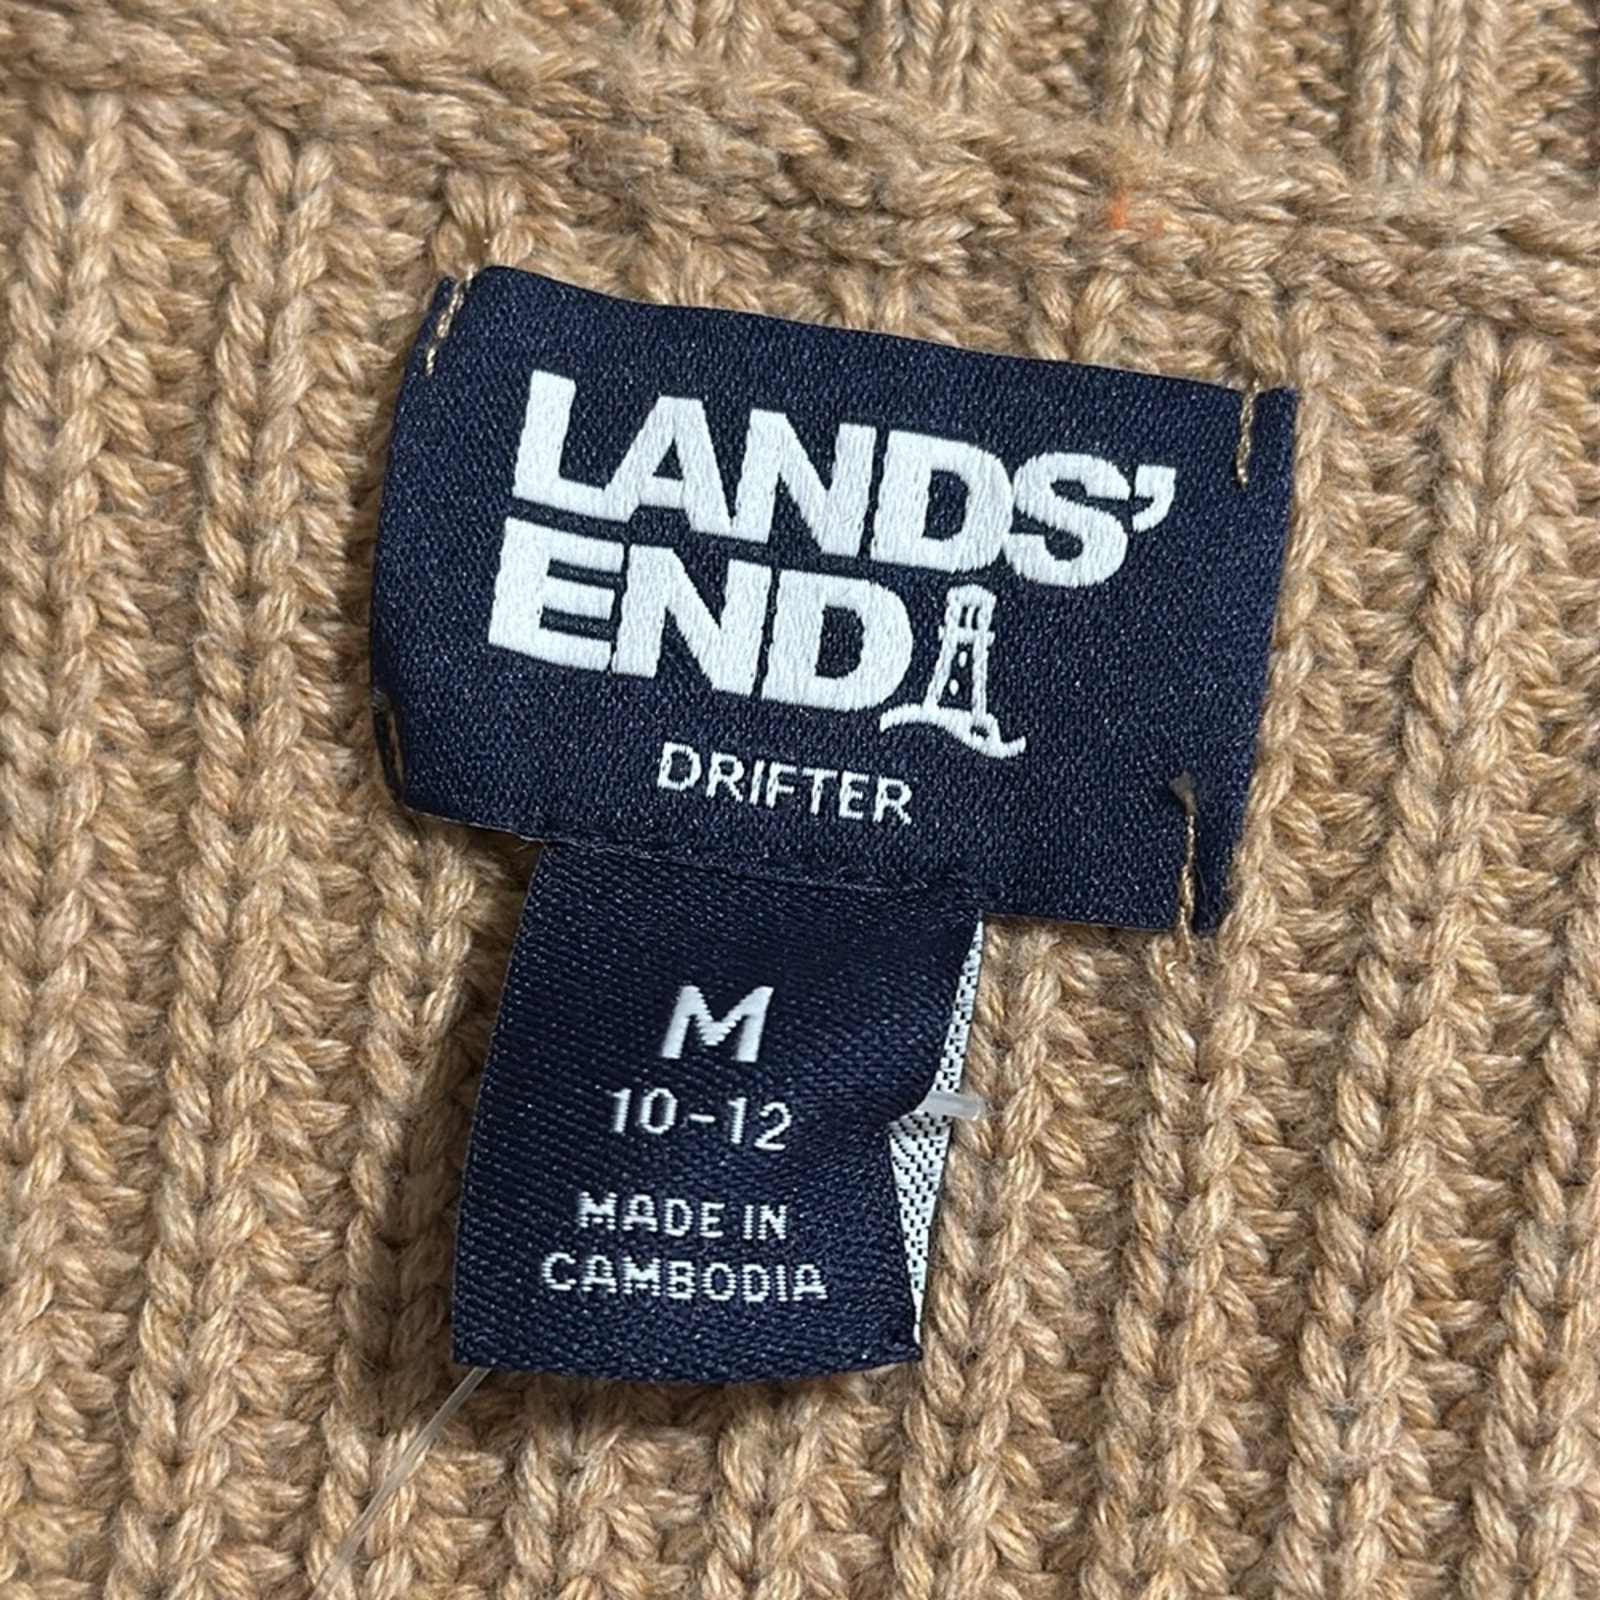 LANDS'
END
DRIFTER
M
10-12
MADE IN
CAMBODIA